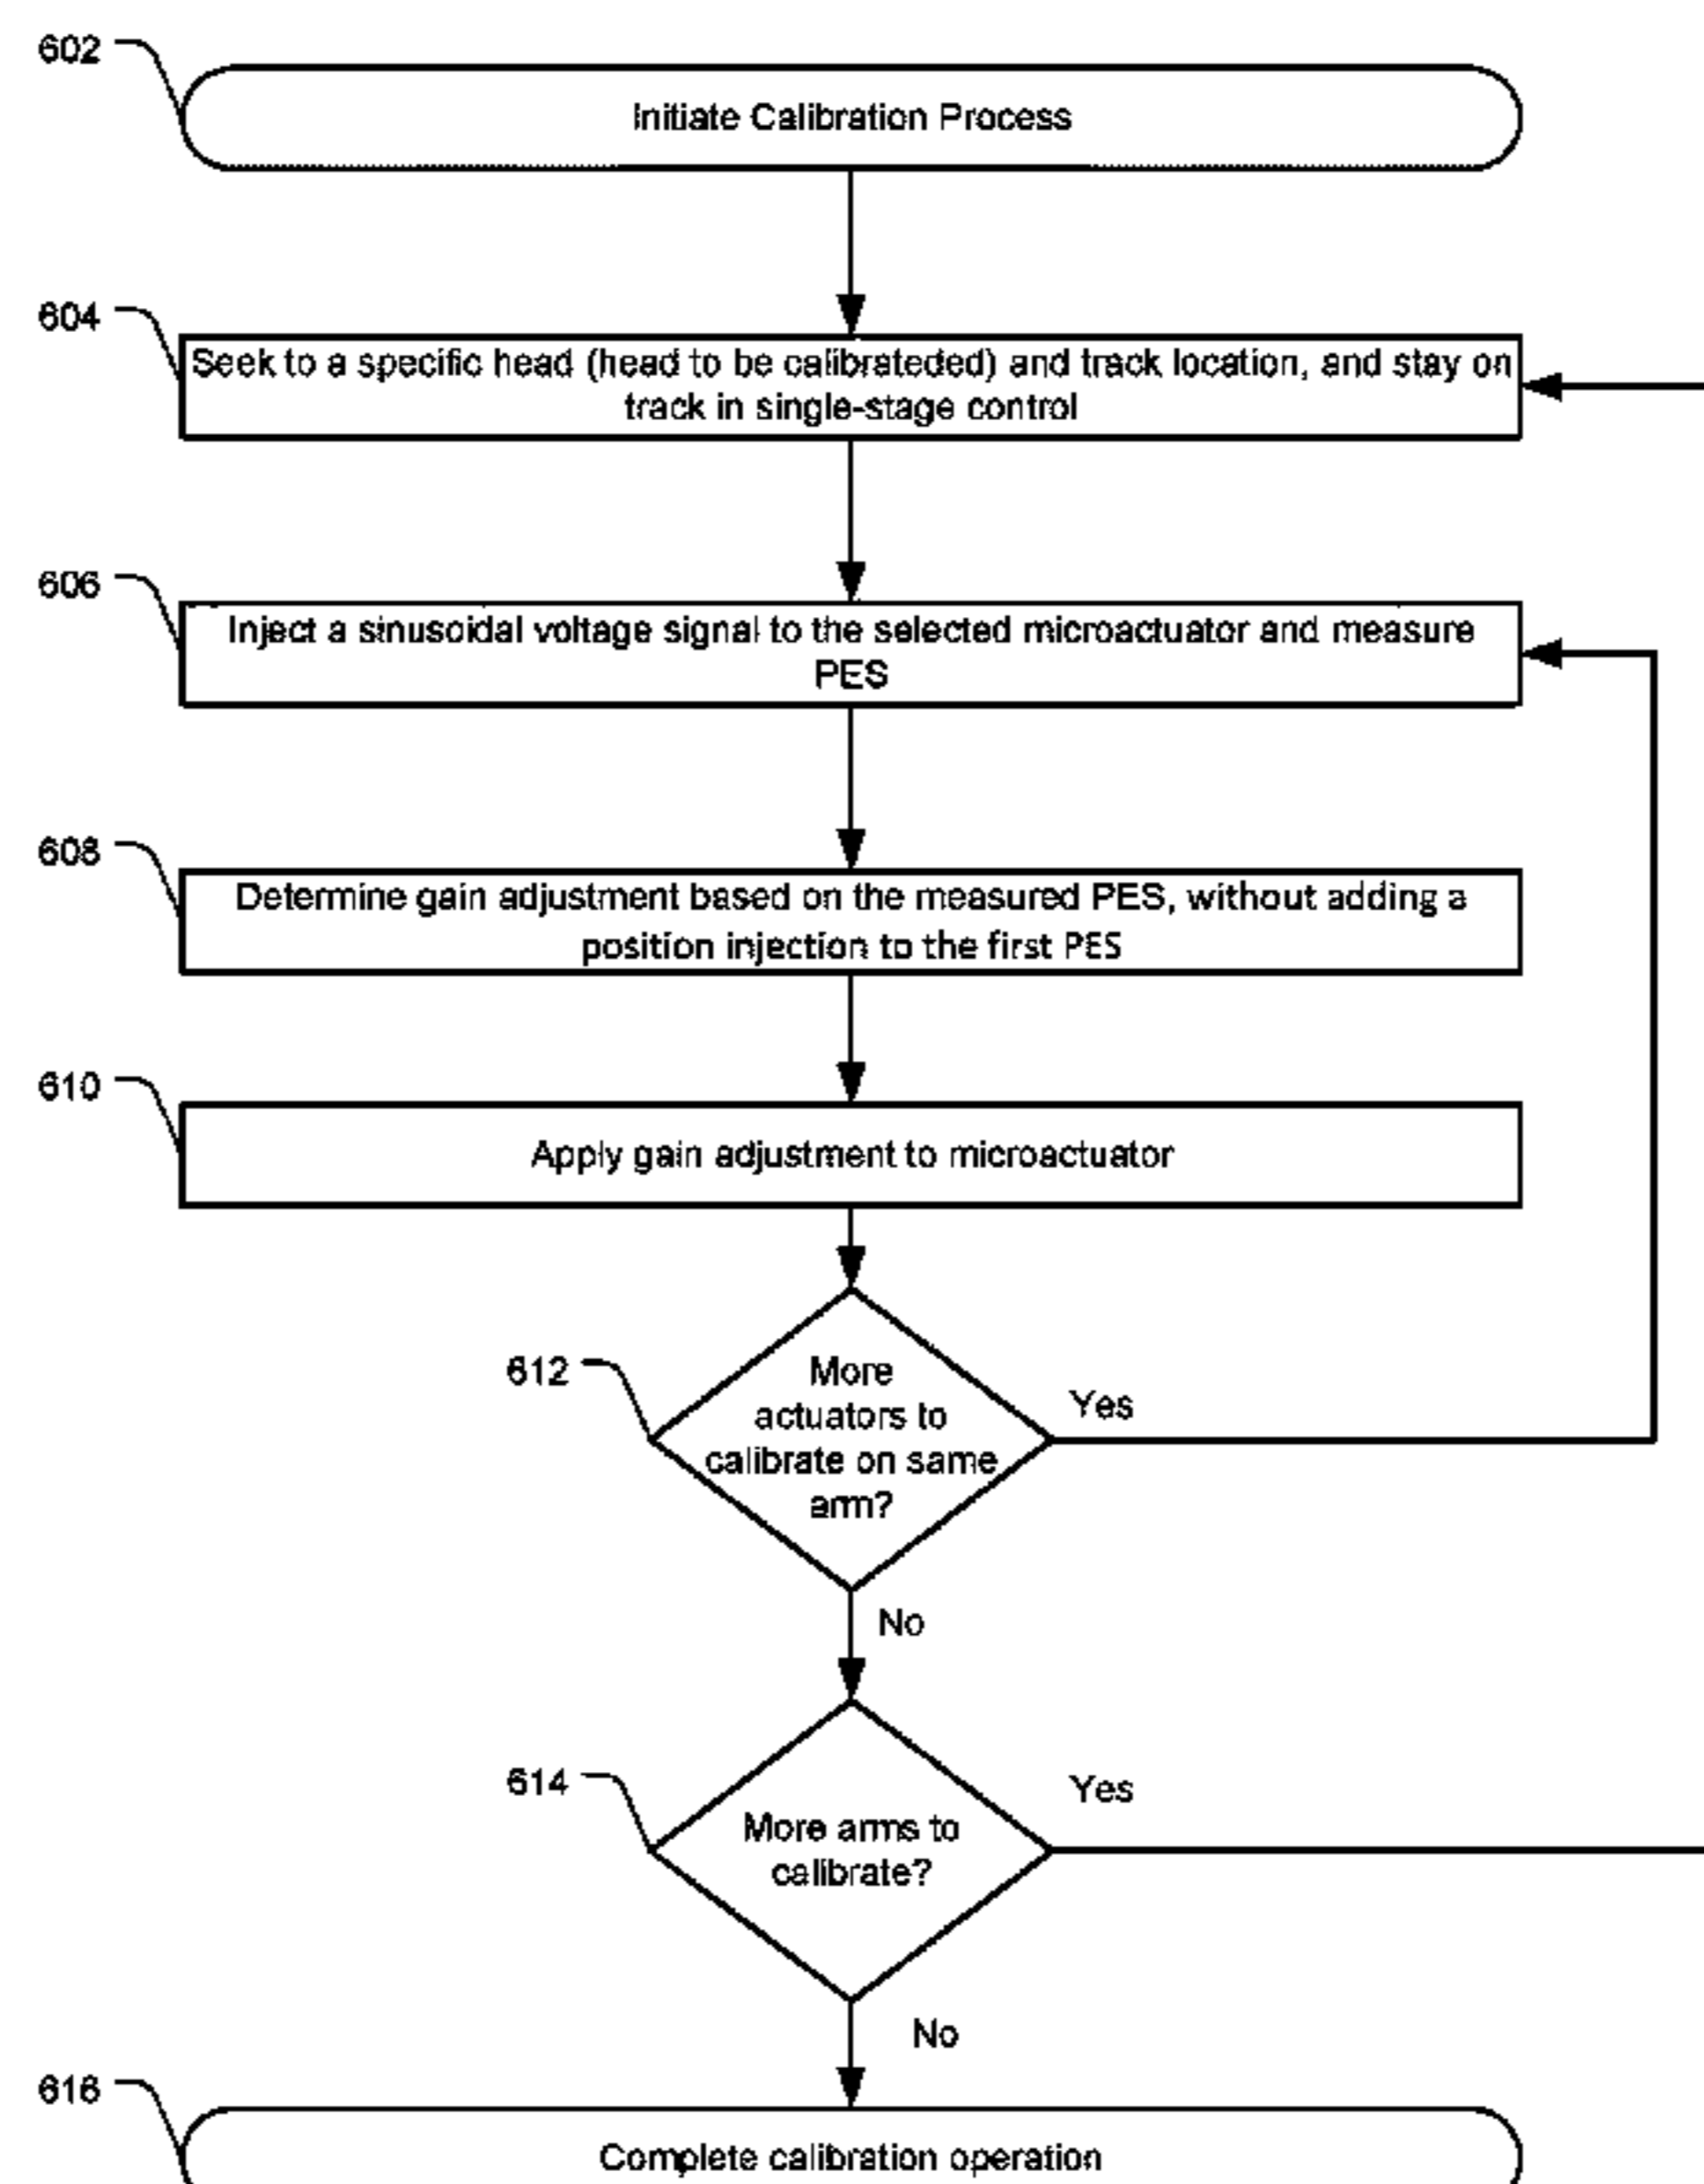 602
Initiate Calibration Process
604
Seek to a specific head (head to be calibrateded) and track location, and stay on
track in single-stage control
606
Inject a sinusoidal voltage signal to the selected microactuator and measure
PES
608
Determine gain adjustment based on the measured PES, without adding a
position injection to the first PES
610
Apply gain adjustment to microactuator
612
More
actuators to
calibrate on same
arm?
Yes
No
614
More arms to
calibrate?
Yes
No
616
Complete calibration operation